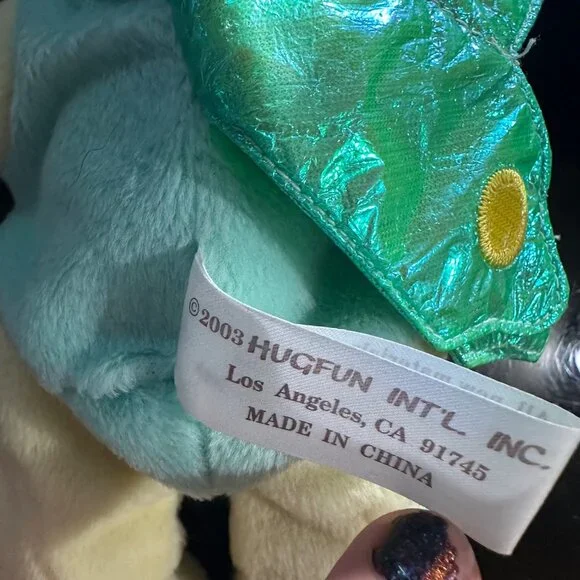 ©2003 HUGFUN INT'L. INC.
Los Angeles, CA 91745
MADE IN CHINA